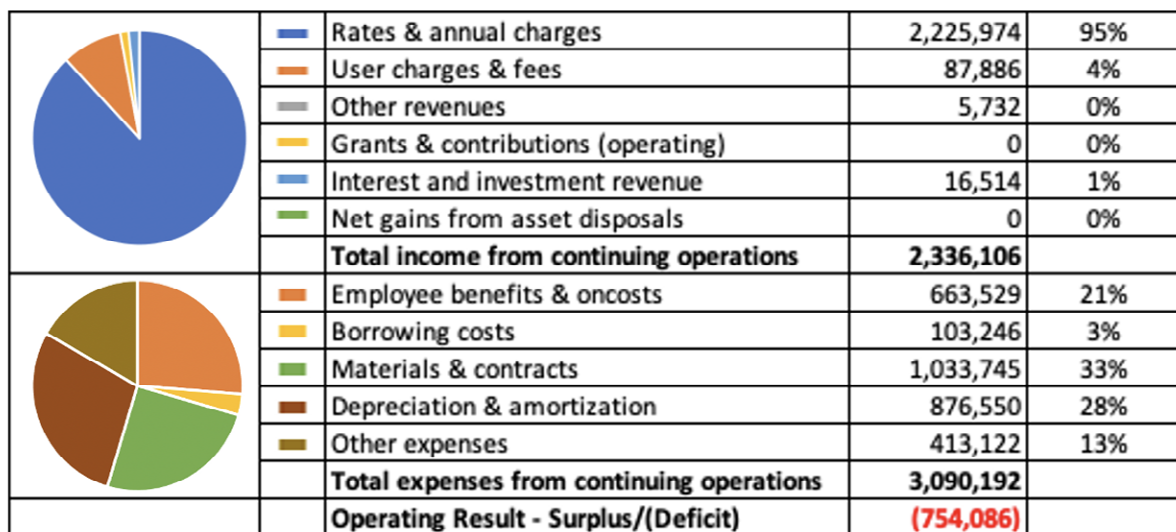 Rates & annual charges 2,225,974 95%
User charges & fees 87,886 4%
Other revenues 5,732 0%
Grants & contributions (operating) 0 0%
Interest and investment revenue 16,514 1%
Net gains from asset disposals 0 0%
Total income from continuing operations 2,336,106
Employee benefits & oncosts 663,529 21%
Borrowing costs 103,246 3%
Materials & contracts 1,033,745 33%
Depreciation & amortization 876,550 28%
Other expenses 413,122 13%
Total expenses from continuing operations 3,090,192
Operating Result - Surplus/(Deficit) (754,086)